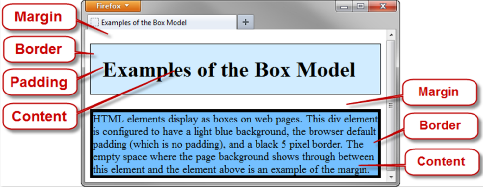 Firefox
Examples of the Box Model
Margin
Border
Padding
Content
Examples of the Box Model
HTML elements display as boxes on web pages. This div element
is configured to have a light blue background, the browser default
padding (which is no padding), and a black 5 pixel border. The
empty space where the page background shows through between
this element and the element above is an example of the margin.
Margin
Border
Content